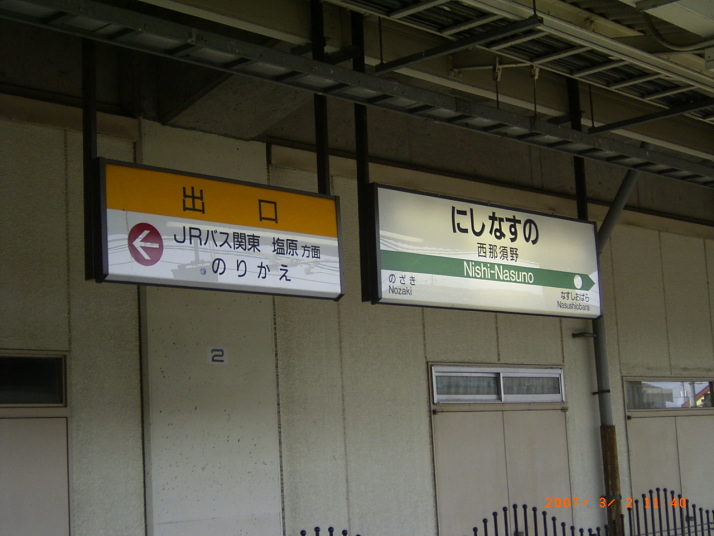 出口
JRバス関東 塩原方面
のりかえ
にしなすの
西那須野
Nishi-Nasuno
のざき
Nozaki
なすしおばら
Nasushiobara
2
2007/ 3/ 2 11:40